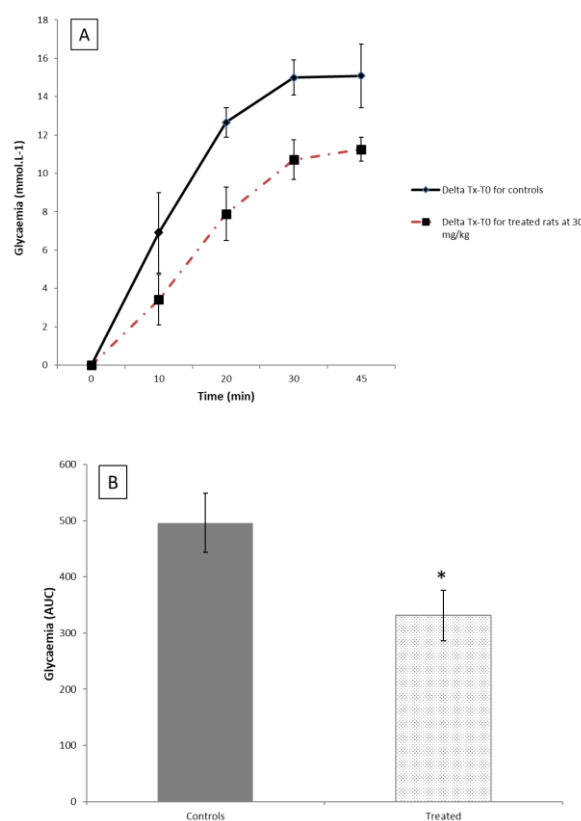 A
18
16
14
12
10
8
6
4
2
0
Glycaemia (mmol.L-1)
0 10 20 30 45
Time (min)
Delta Tx-T0 for controls
Delta Tx-T0 for treated rats at 30
mg/kg
B
600
500
400
300
200
100
0
Glycaemia (AUC)
*
Controls Treated